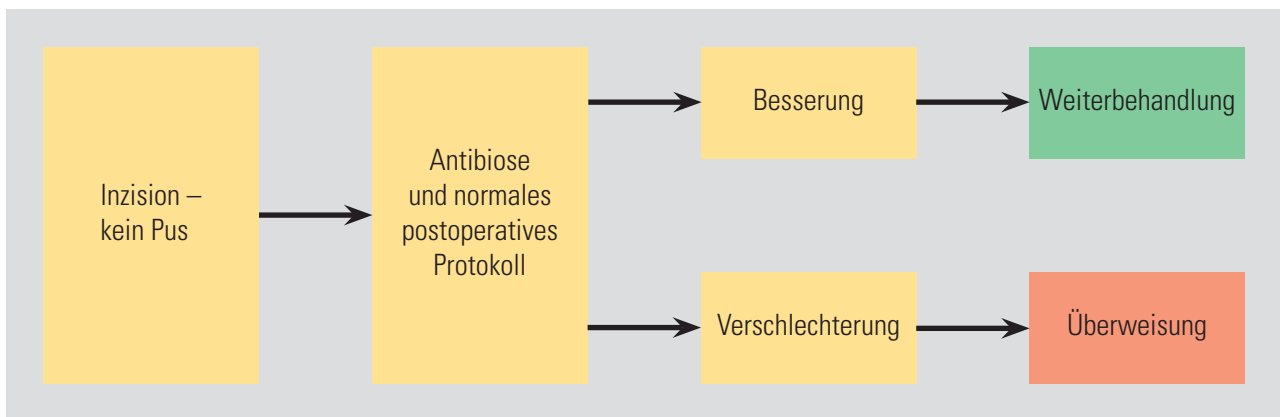 Inzision –
kein Pus
Antibiose
und normales
postoperatives
Protokoll
Besserung
Weiterbehandlung
Verschlechterung
Überweisung